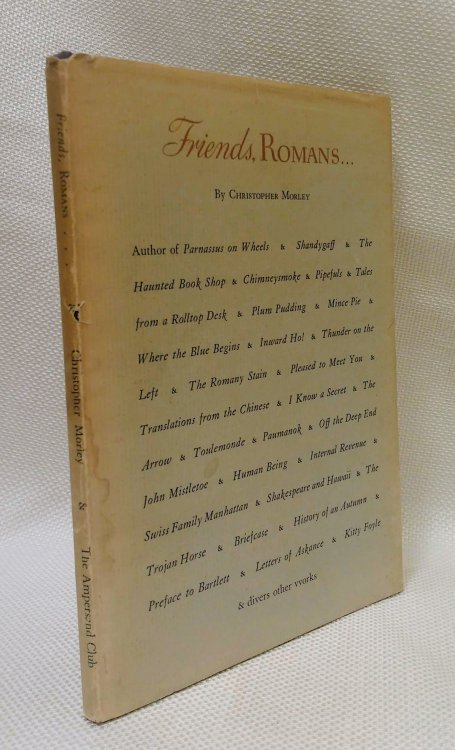 Friends, ROMANS...
By CHRISTOPHER MORLEY
Author of Parnassus on Wheels & Shandygaff & The
Haunted Book Shop & Chimneysmoke & Pipefuls & Tales
from a Rolltop Desk & Plum Pudding & Mince Pie &
Where the Blue Begins & Inward Ho! & Thunder on the
Left & The Romany Stain & Pleased to Meet You &
Translations from the Chinese & I Know a Secret & The
Arrow & Toulemonde & Paumanok & Off the Deep End
John Mistletoe & Human Being & Internal Revenue &
Swiss Family Manhattan & Shakespeare and Hawaii & The
Trojan Horse & Briefcase & History of an Autumn &
Preface to Bartlett & Letters of Askance & Kitty Foyle
& divers other vvorks
Friends, ROMANS . . .
Christopher Morley
&
The Ampersand Club